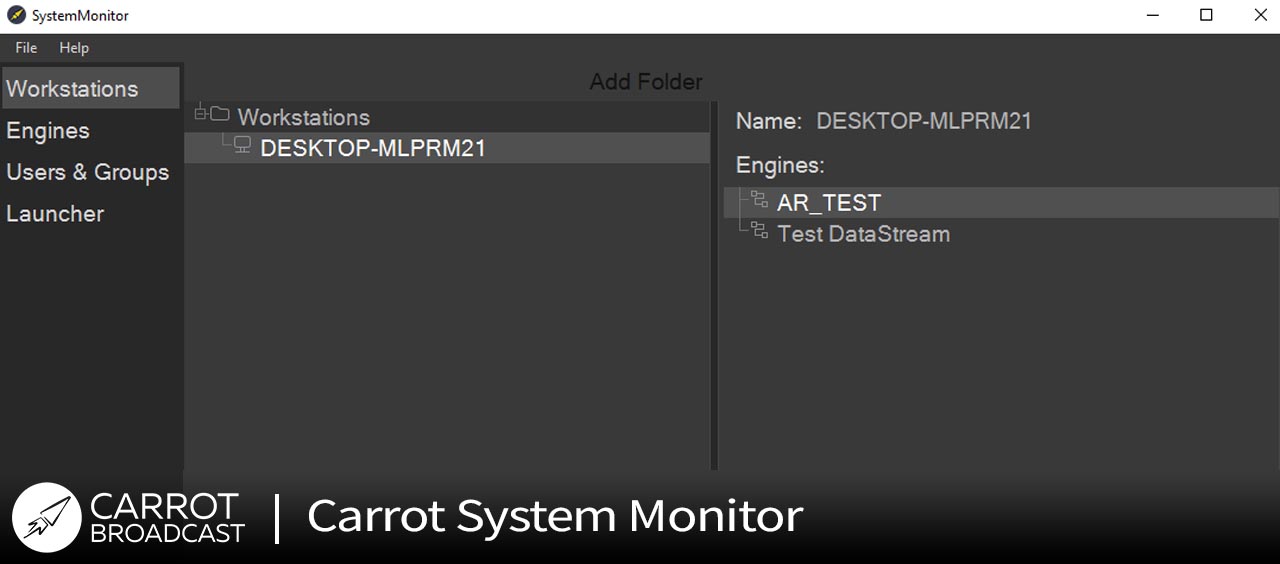 SystemMonitor
File Help
Workstations
Engines
Users & Groups
Launcher
Add Folder
Workstations
DESKTOP-MLPRM21
Name: DESKTOP-MLPRM21
Engines:
AR_TEST
Test DataStream
CARROT
BROADCAST
Carrot System Monitor